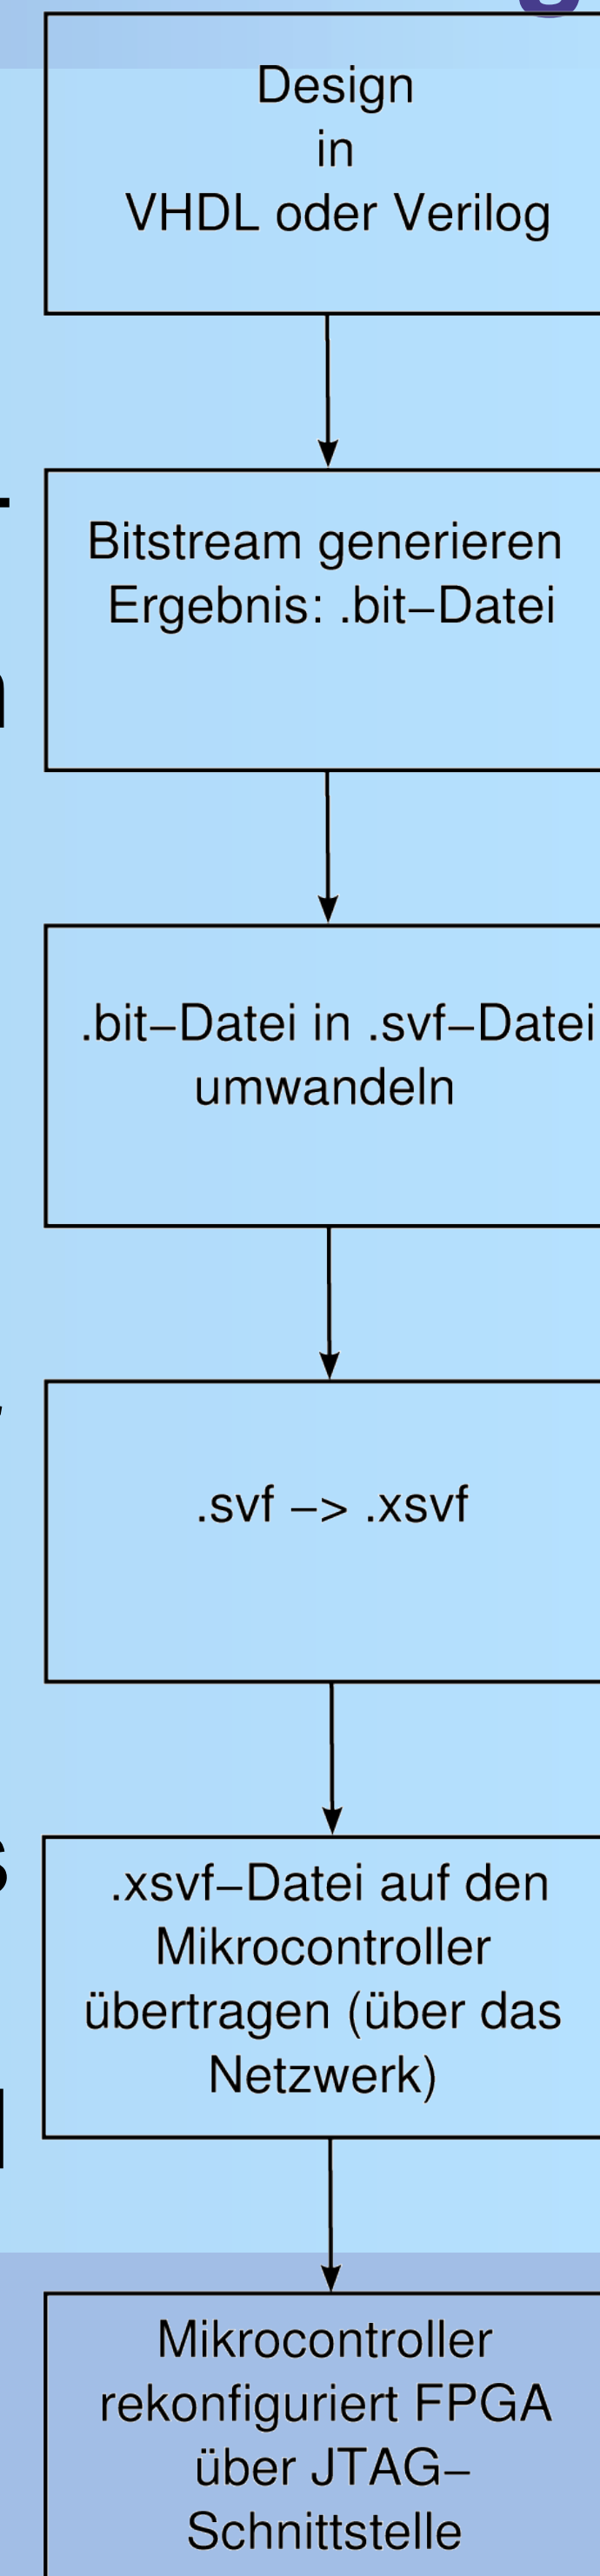 Design
in
VHDL oder Verilog
Bitstream generieren
Ergebnis: .bit–Datei
.bit–Datei in .svf–Datei
umwandeln
.svf –> .xsvf
.xsvf–Datei auf den
Mikrocontroller
übertragen (über das
Netzwerk)
Mikrocontroller
rekonfiguriert FPGA
über JTAG–
Schnittstelle